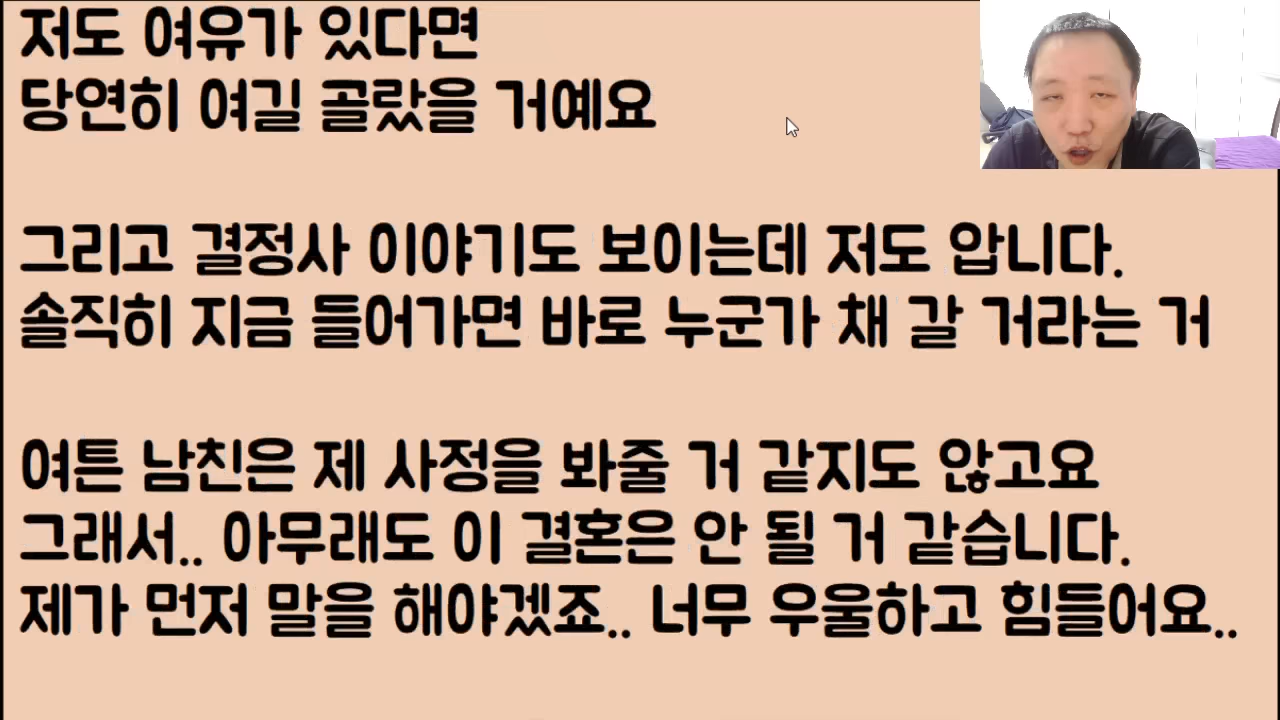 저도 여유가 있다면
당연히 여길 골랐을 거예요
그리고 결정사 이야기도 보이는데 저도 압니다.
솔직히 지금 들어가면 바로 누군가 채 갈 거라는 거
여튼 남친은 제 사정을 봐줄 거 같지도 않고요
그래서.. 아무래도 이 결혼은 안 될 거 같습니다.
제가 먼저 말을 해야겠죠.. 너무 우울하고 힘들어요..